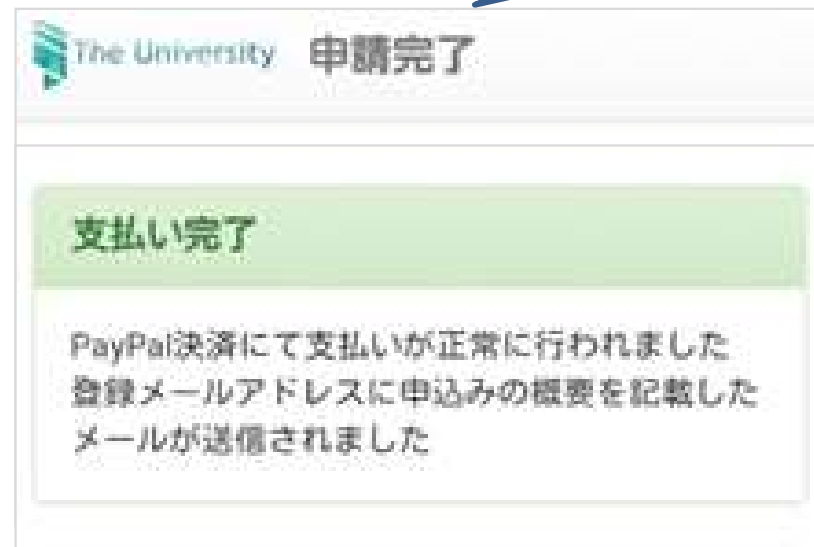 The University 申請完了
支払い完了
PayPal決済にて支払いが正常に行われました
登録メールアドレスに申込みの概要を記載した
メールが送信されました